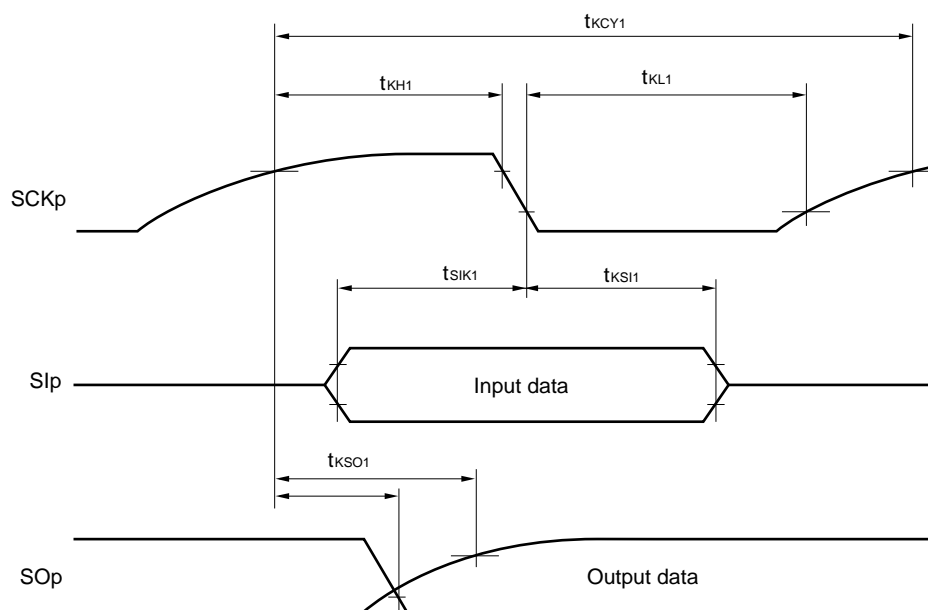 tKCY1
tKH1
tKL1
SCKp
tSIK1
tKSI1
SIp
Input data
tKSO1
SOp
Output data